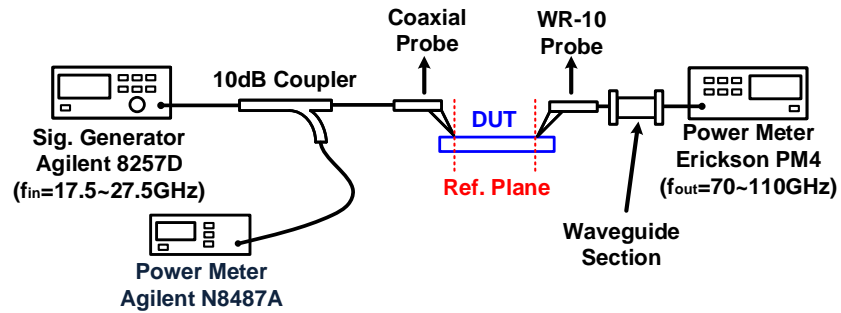 Coaxial
Probe
WR-10
Probe
10dB Coupler
DUT
Sig. Generator
Agilent 8257D
(fin=17.5~27.5GHz)
Ref. Plane
Power Meter
Erickson PM4
(fout=70~110GHz)
Waveguide
Section
Power Meter
Agilent N8487A